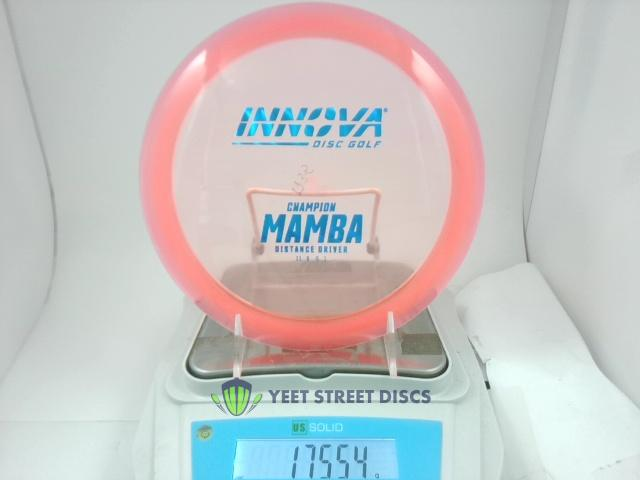 INNOVA®
DISC GOLF
CHAMPION
MAMBA
DISTANCE DRIVER
YEET STREET DISCS
US SOLID
175.54 g